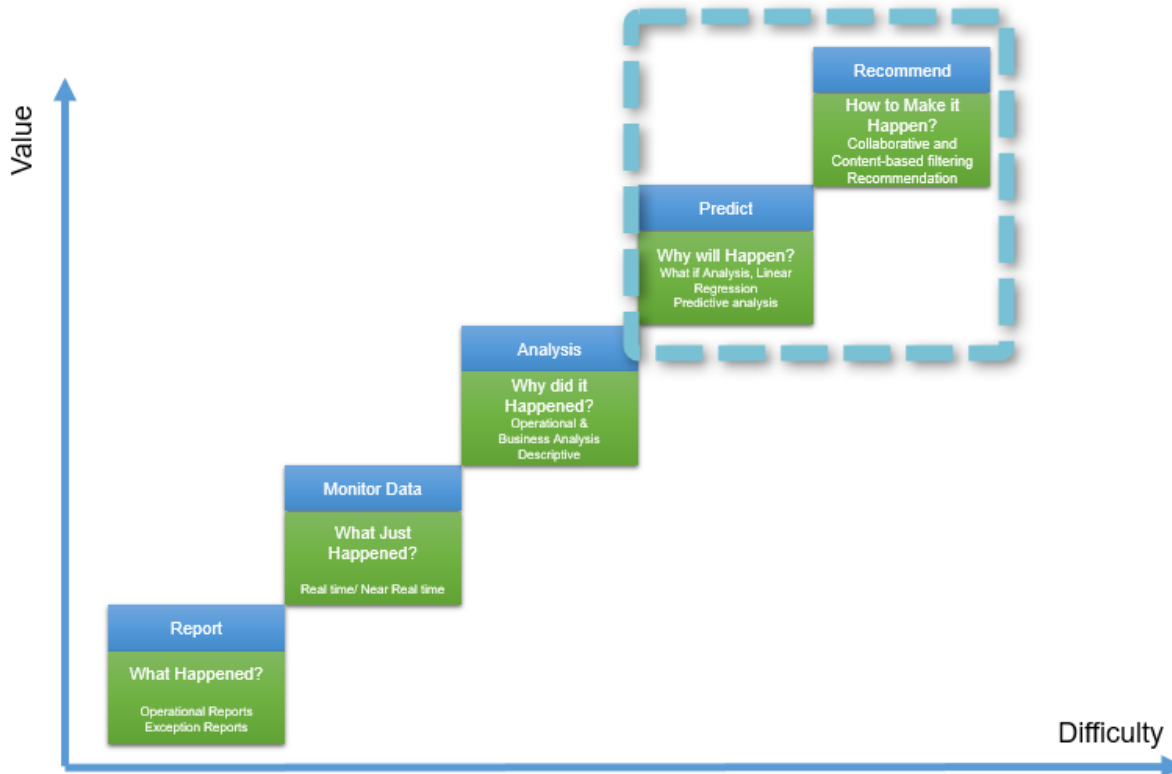 Value
Recommend
How to Make it
Happen?
Collaborative and
Content-based filtering
Recommendation
Predict
Why will Happen?
What if Analysis, Linear
Regression
Predictive analysis
Analysis
Why did it
Happened?
Operational &
Business Analysis
Descriptive
Monitor Data
What Just
Happened?
Real time/ Near Real time
Report
What Happened?
Operational Reports
Exception Reports
Difficulty